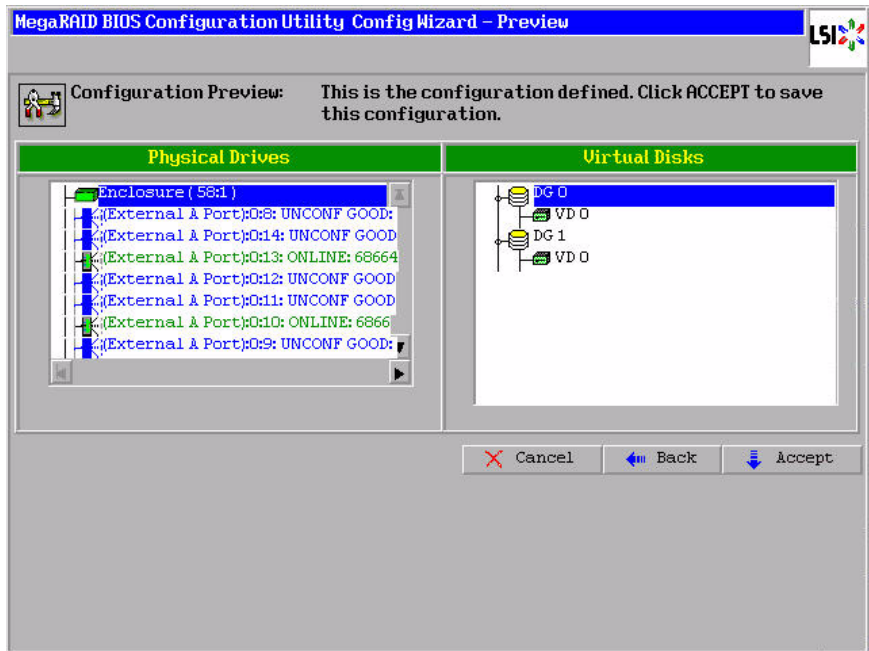 MegaRAID BIOS Configuration Utility Config Wizard – Preview
LSI
Configuration Preview:
This is the configuration defined. Click ACCEPT to save
this configuration.
Physical Drives
Enclosure ( 58:1 )
(External A Port):0:8: UNCONF GOOD:
(External A Port):0:14: UNCONF GOOD
(External A Port):0:13: ONLINE: 68664
(External A Port):0:12: UNCONF GOOD
(External A Port):0:11: UNCONF GOOD
(External A Port):0:10: ONLINE: 6866
(External A Port):0:9: UNCONF GOOD:
Virtual Disks
DG 0
VD 0
DG 1
VD 0
Cancel
Back
Accept